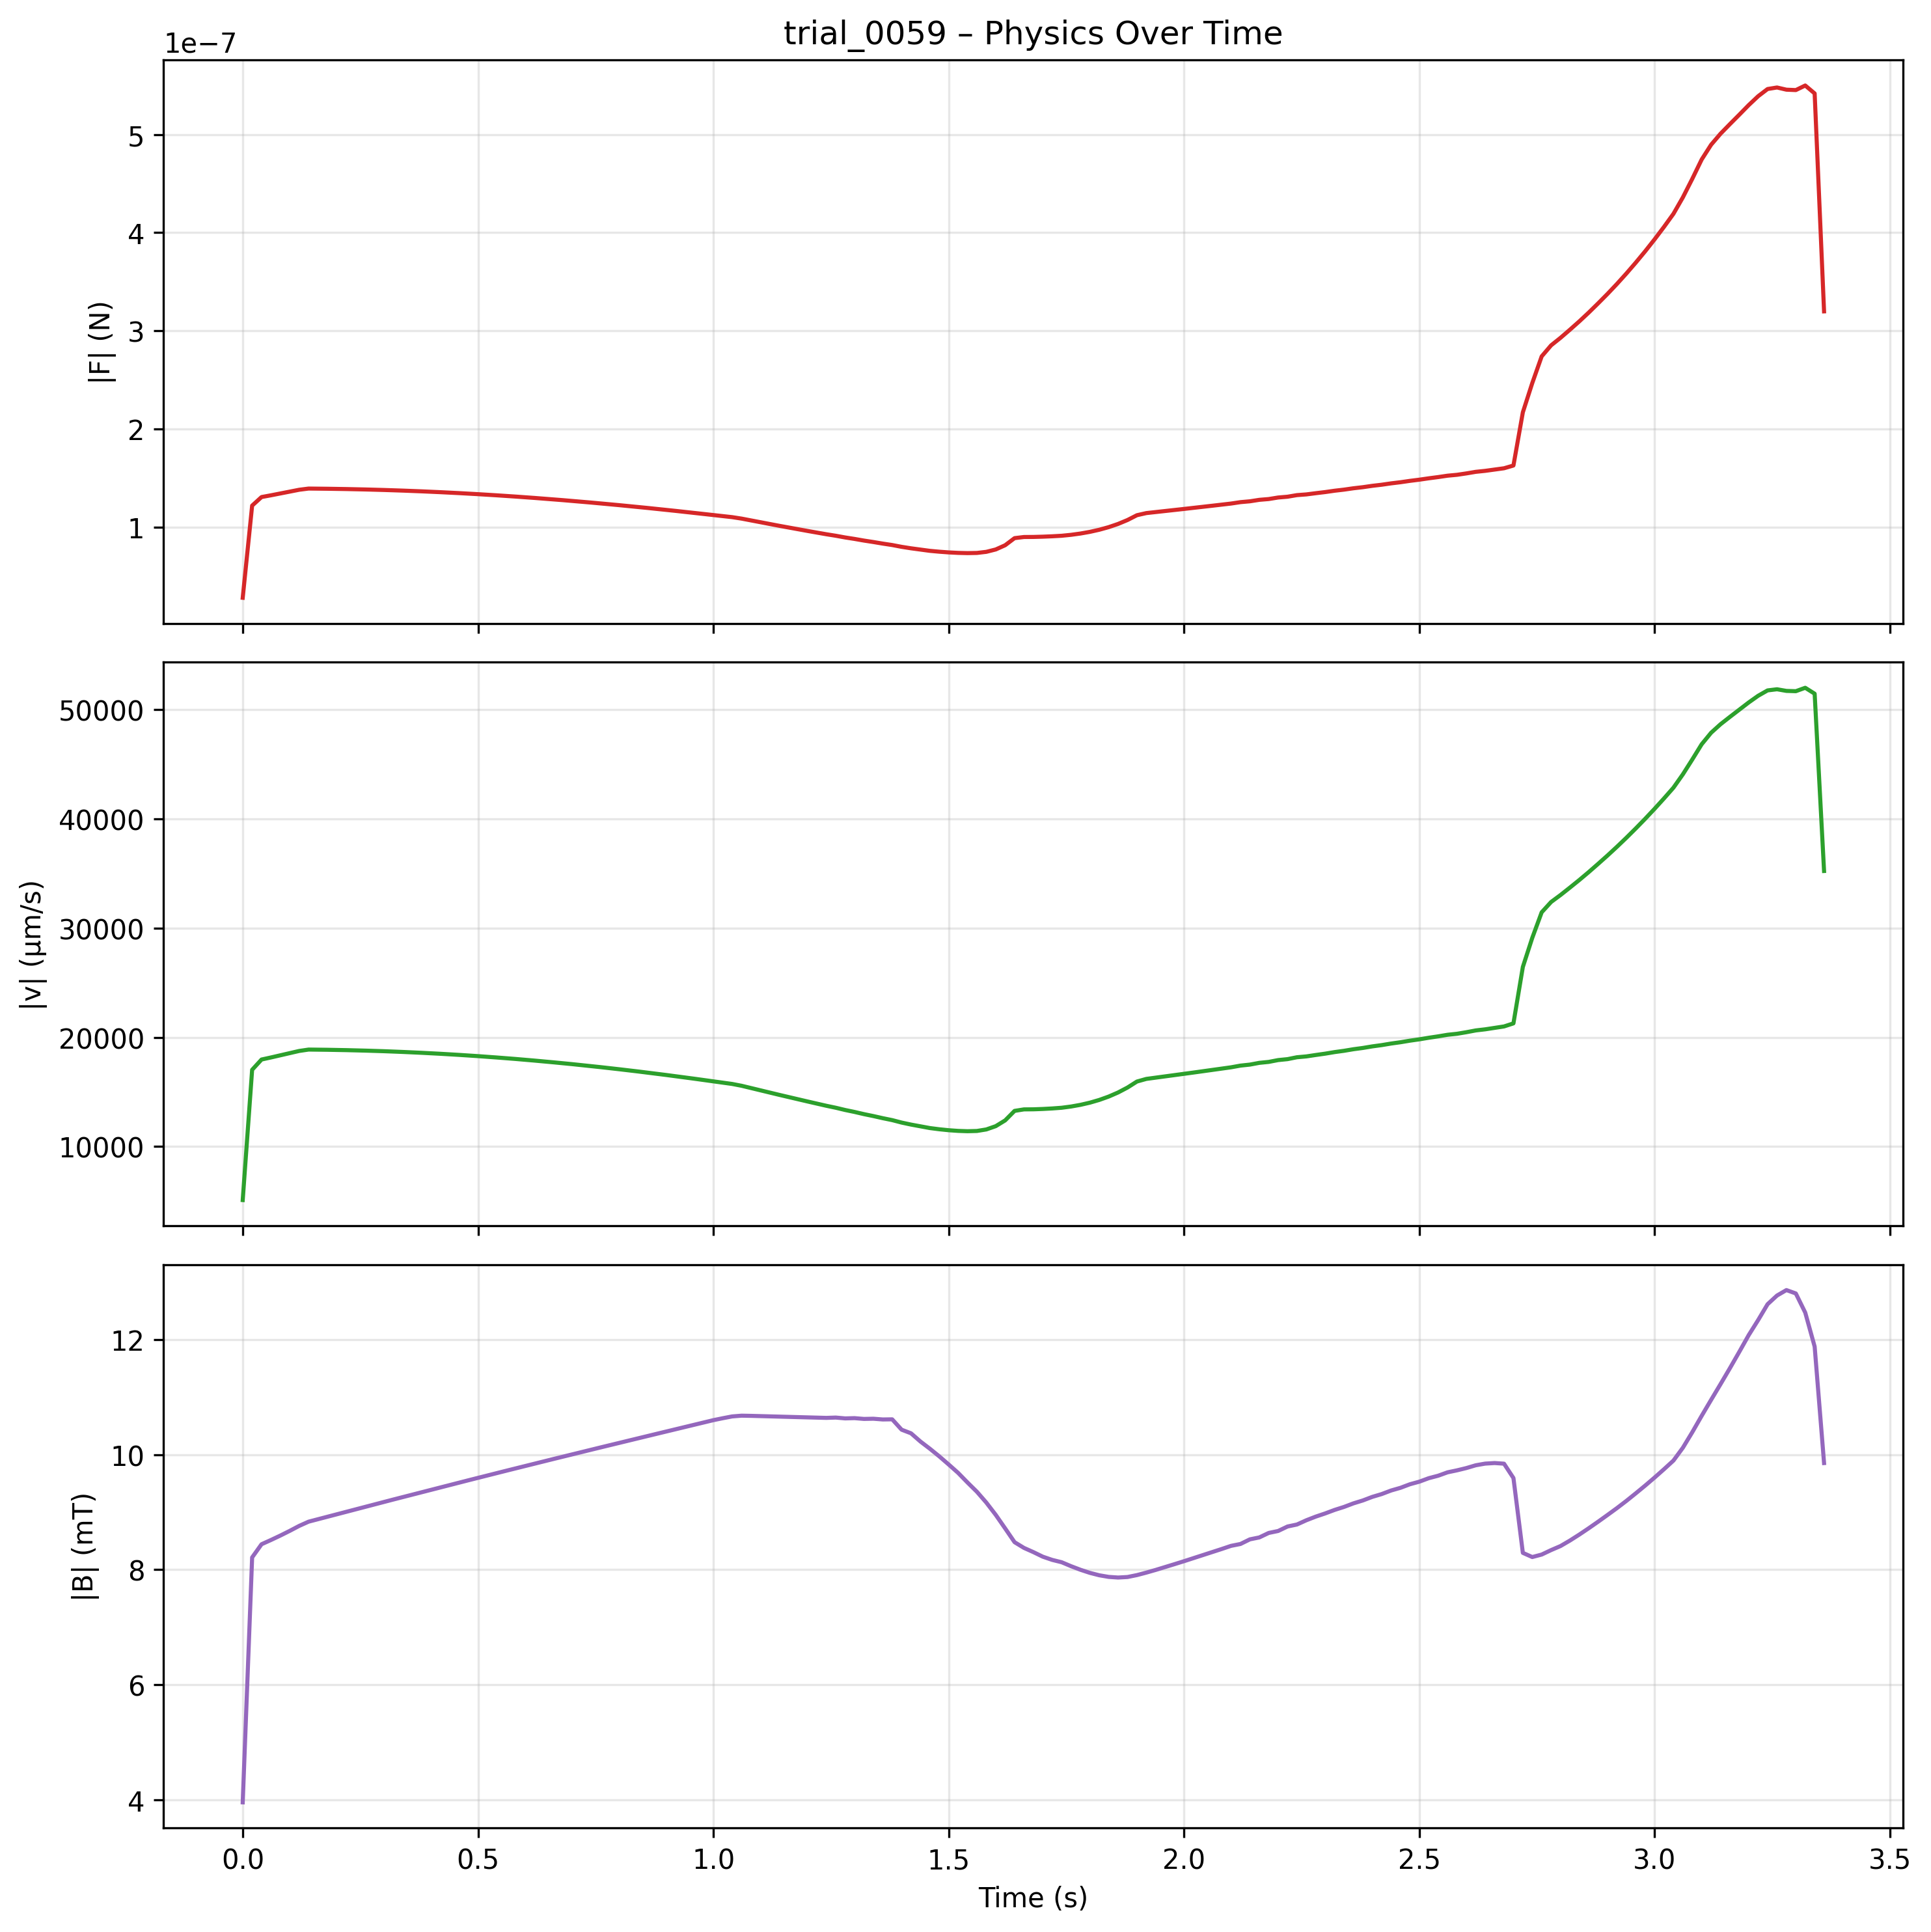 trial_0059 – Physics Over Time
1e−7
5
4
3
2
1
|F| (N)
50000
40000
30000
20000
10000
|v| (μm/s)
12
10
8
6
4
|B| (mT)
0.0 0.5 1.0 1.5 2.0 2.5 3.0 3.5
Time (s)